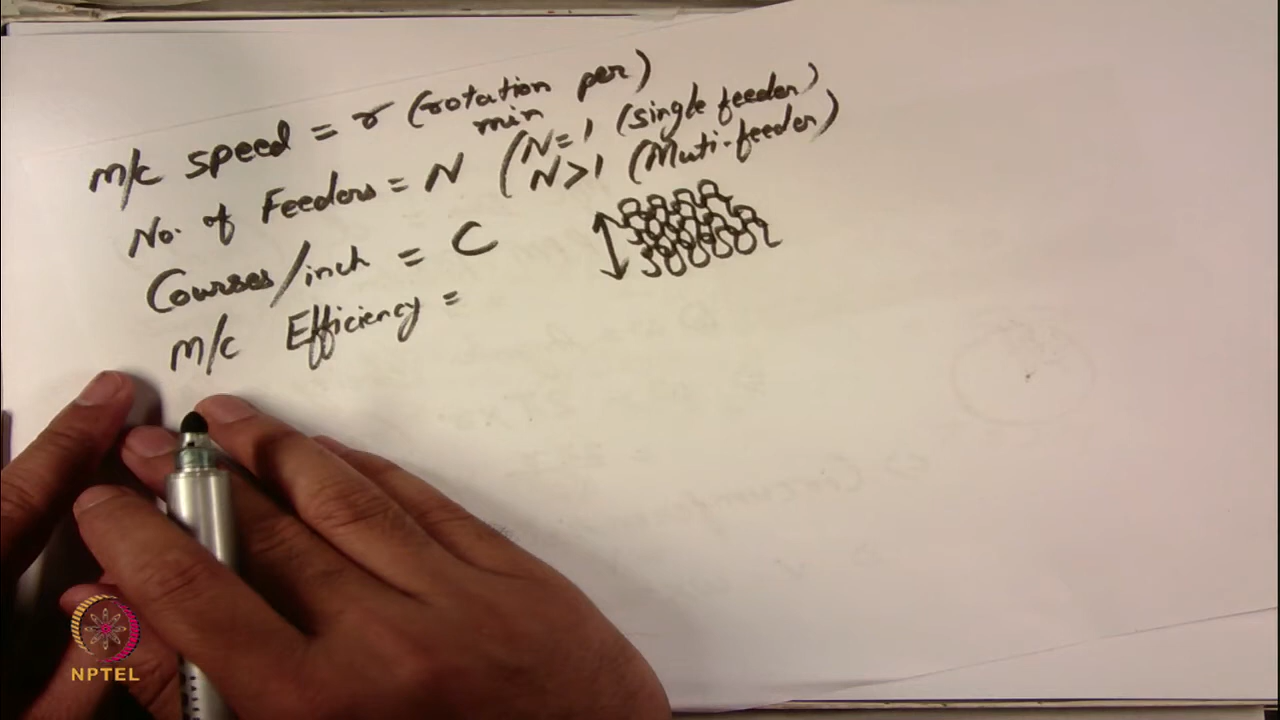 m/c speed = r (rotation per min)
No. of Feeders = N (N=1 (single feeder)
N>1 (Muti-feeder)
Courses/inch = C
m/c Efficiency =
NPTEL